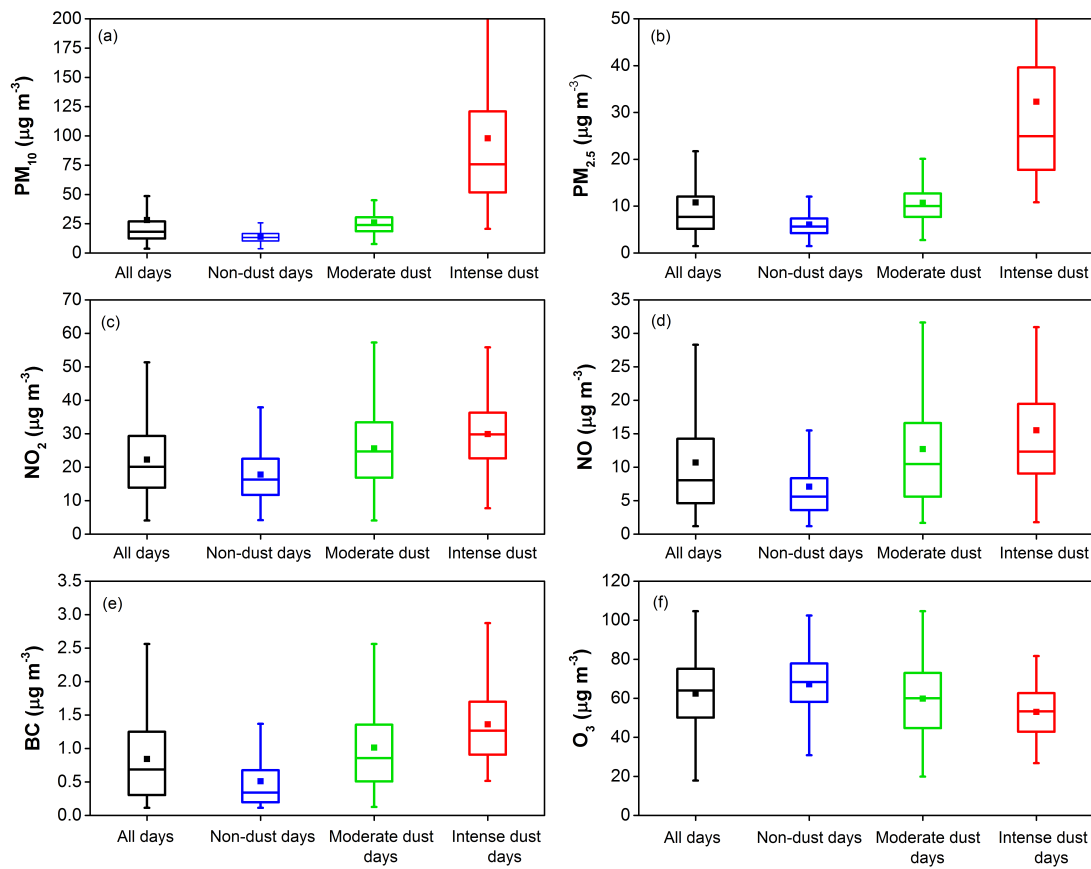 (a)
PM10 (μg m-3)
200
175
150
125
100
75
50
25
0
All days Non-dust days Moderate dust Intense dust
(b)
PM2.5 (μg m-3)
50
40
30
20
10
0
All days Non-dust days Moderate dust Intense dust
(c)
NO2 (μg m-3)
70
60
50
40
30
20
10
0
All days Non-dust days Moderate dust Intense dust
(d)
NO (μg m-3)
35
30
25
20
15
10
5
0
All days Non-dust days Moderate dust Intense dust
(e)
BC (μg m-3)
3.5
3.0
2.5
2.0
1.5
1.0
0.5
0.0
All days Non-dust days Moderate dust Intense dust
days days
(f)
O3 (μg m-3)
120
100
80
60
40
20
0
All days Non-dust days Moderate dust Intense dust
days days